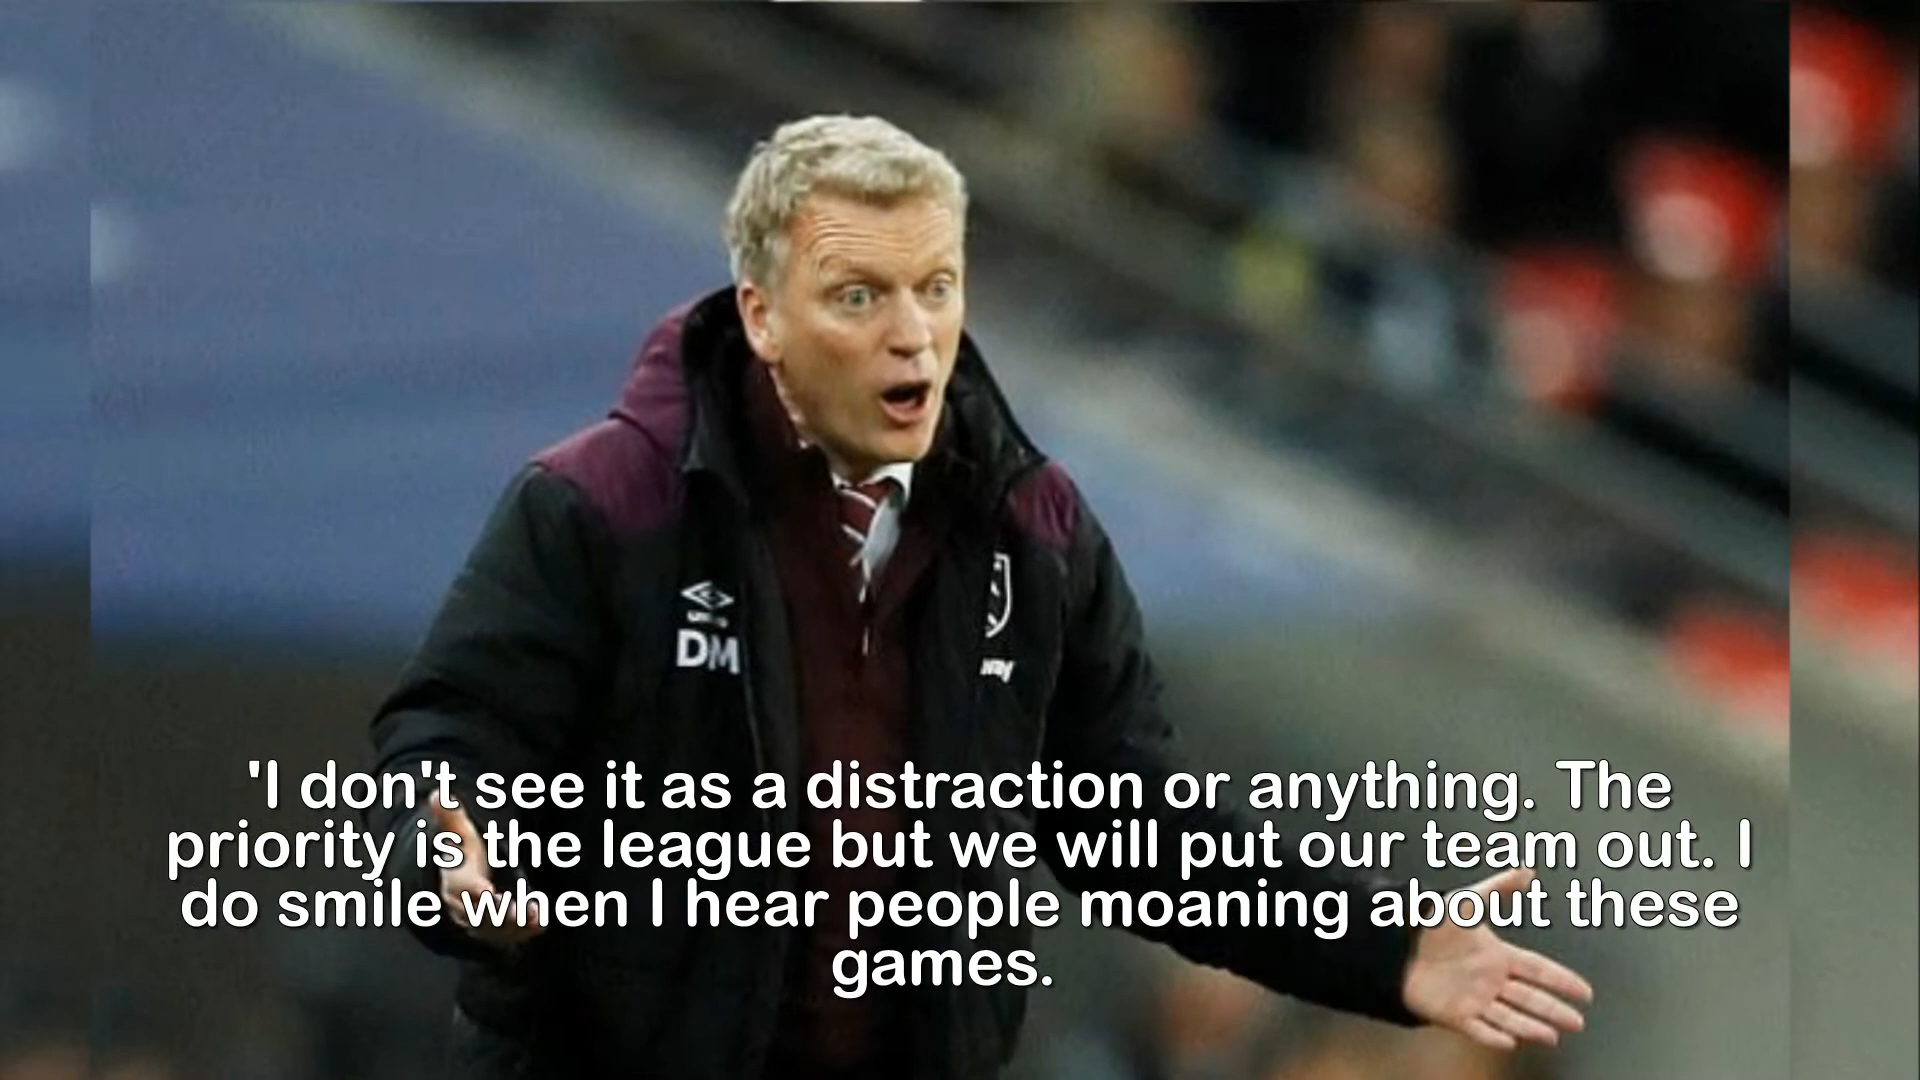 DM
'I don't see it as a distraction or anything. The
priority is the league but we will put our team out. I
do smile when I hear people moaning about these
games.